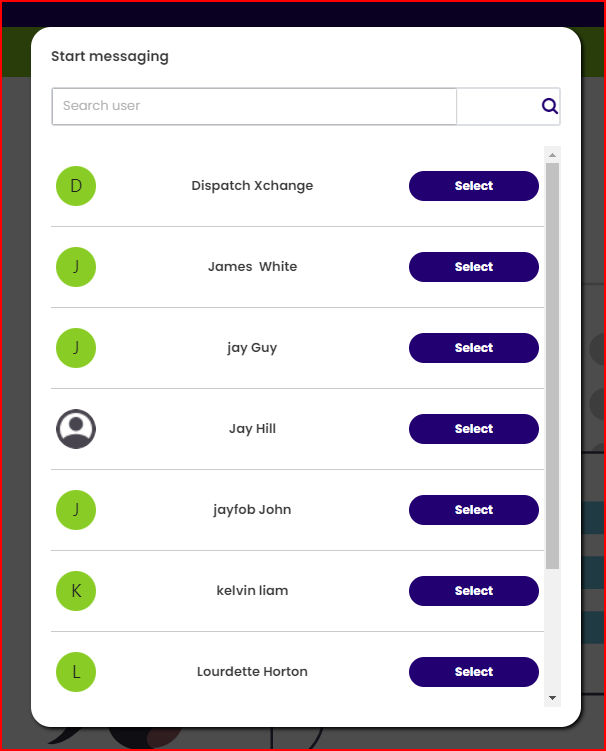 Start messaging
Search user
D Dispatch Xchange Select
J James White Select
J jay Guy Select
Jay Hill Select
J jayfob John Select
K kelvin liam Select
L Lourdette Horton Select